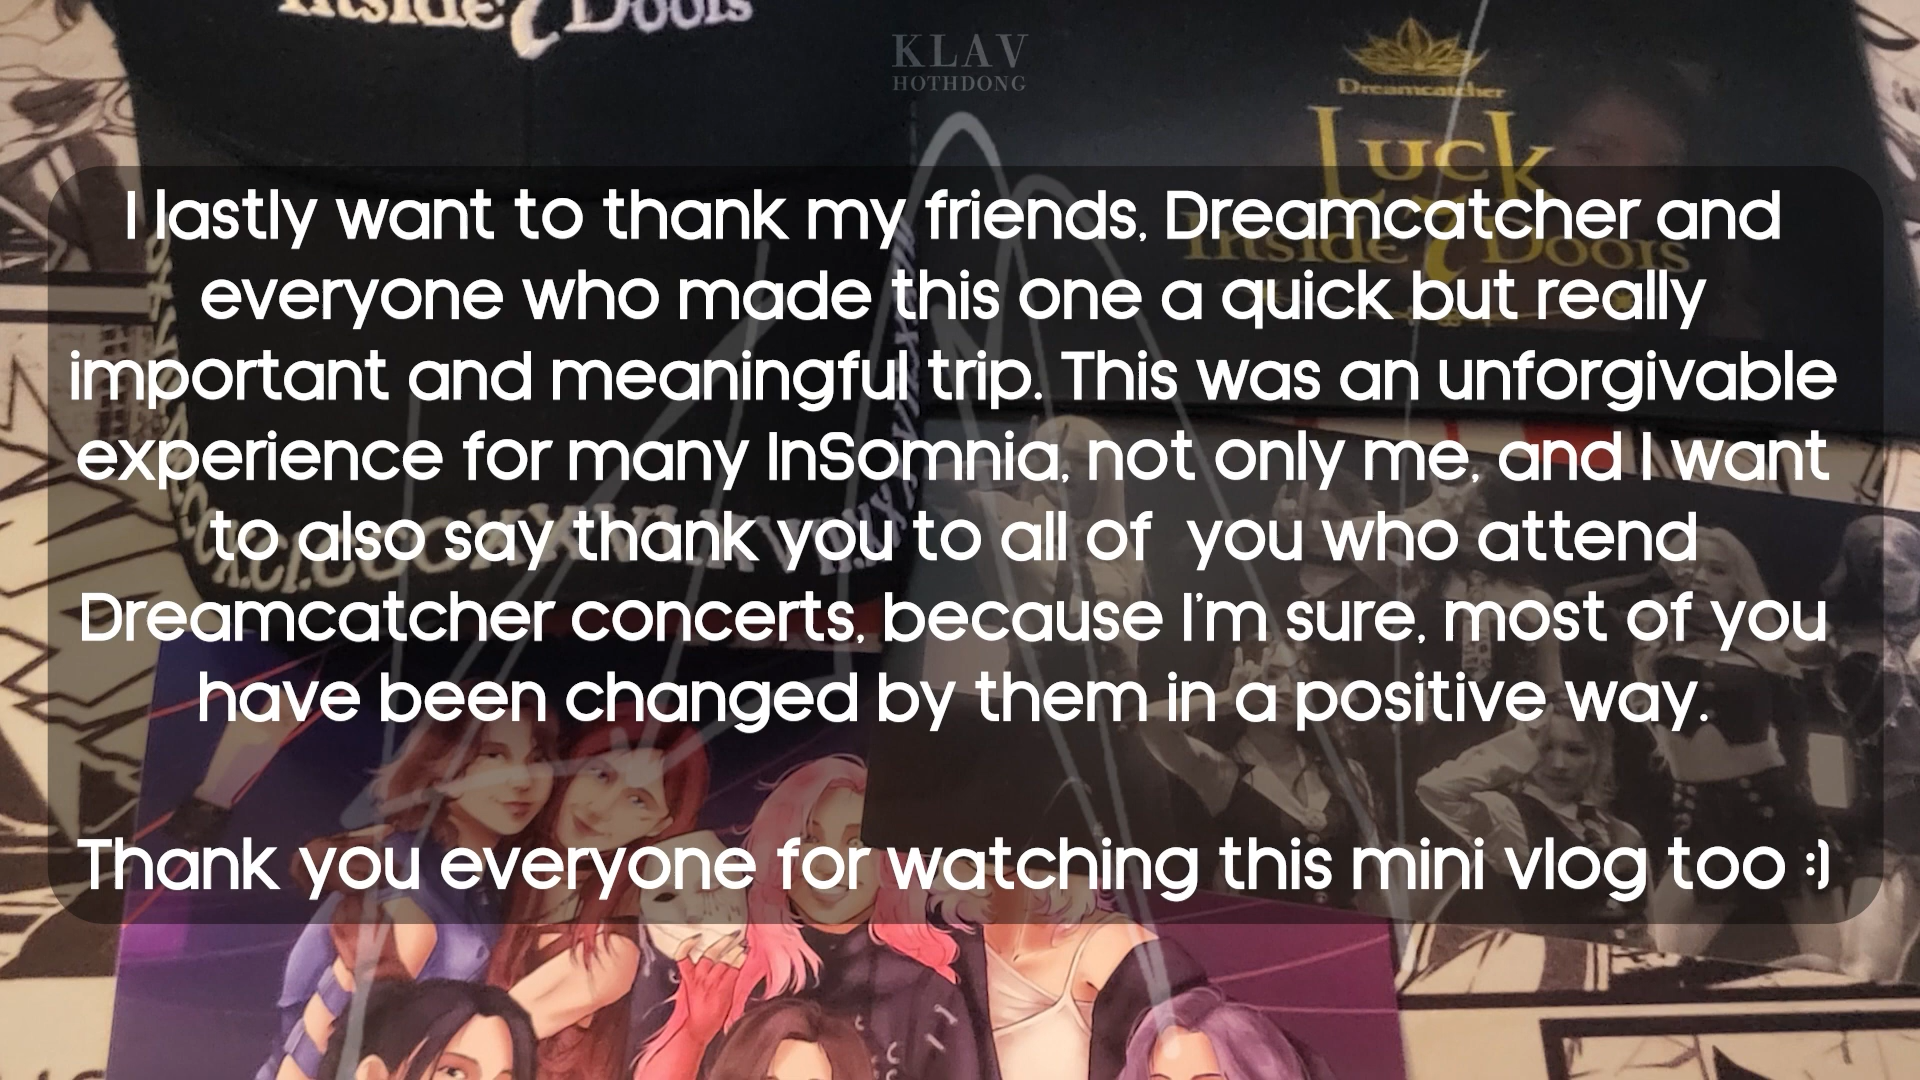 Inside 7 Doors
KLAV
HOTHDONG
Dreamcatcher
Luck
Inside 7 Doors
I lastly want to thank my friends, Dreamcatcher and
everyone who made this one a quick but really
important and meaningful trip. This was an unforgivable
experience for many InSomnia, not only me, and I want
to also say thank you to all of  you who attend
Dreamcatcher concerts, because I'm sure, most of you
have been changed by them in a positive way.
Thank you everyone for watching this mini vlog too :)